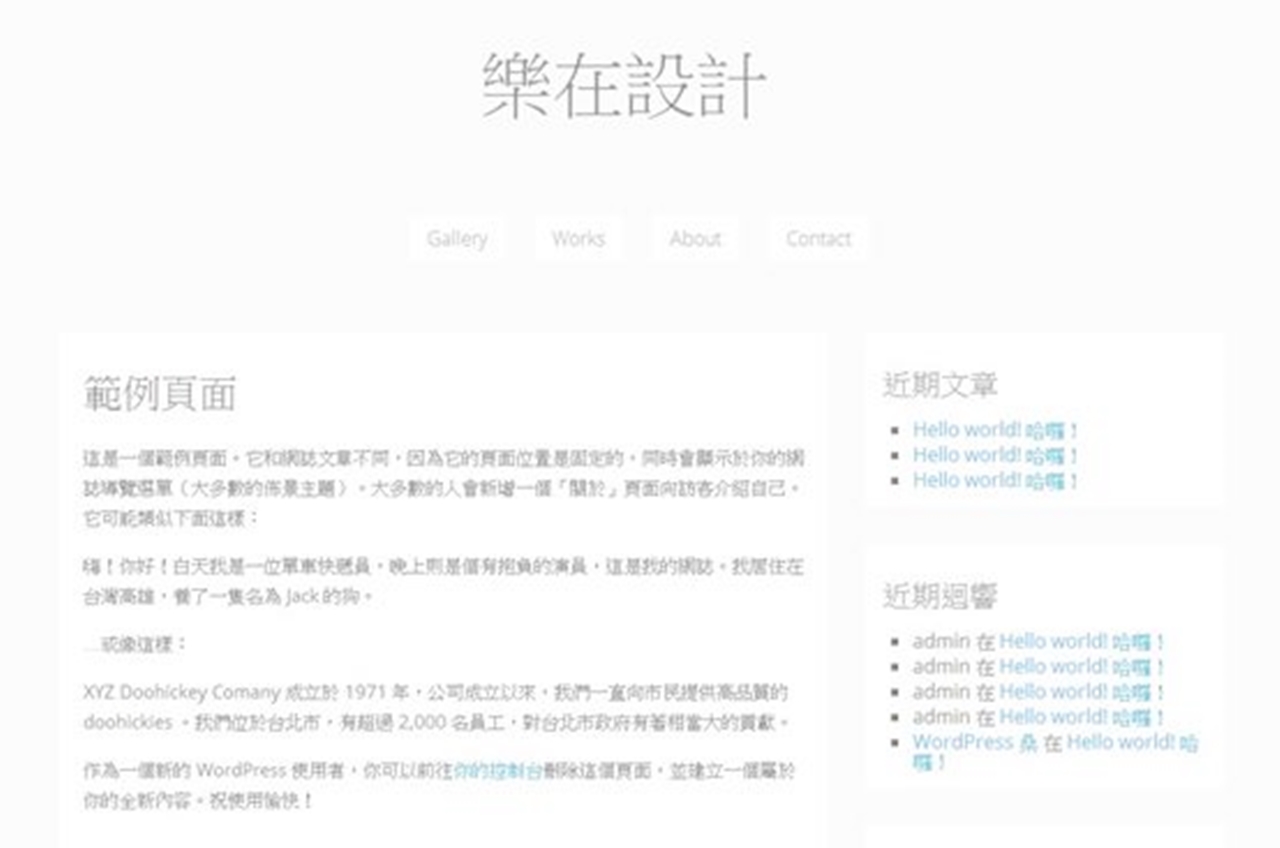 樂在設計
Gallery Works About Contact
範例頁面
這是一個範例頁面。它和網誌文章不同，因為它的頁面位置是固定的，同時會顯示於你的網
誌導覽選單（大多數的佈景主題）。大多數的人會新增一個「關於」頁面向訪客介紹自己。
它可能類似下面這樣：
嗨！你好！白天我是一位單車快遞員，晚上則是個有抱負的演員，這是我的網誌。我居住在
台灣高雄，養了一隻名為 Jack 的狗。
...或像這樣：
XYZ Doohickey Comany 成立於 1971 年，公司成立以來，我們一直向市民提供高品質的
doohickies 。我們位於台北市，有超過 2,000 名員工，對台北市政府有著相當大的貢獻。
作為一個新的 WordPress 使用者，你可以前往你的控制台刪除這個頁面，並建立一個屬於
你的全新內容。祝使用愉快！
近期文章
Hello world! 哈囉！
Hello world! 哈囉！
Hello world! 哈囉！
近期迴響
admin 在 Hello world! 哈囉！
admin 在 Hello world! 哈囉！
admin 在 Hello world! 哈囉！
admin 在 Hello world! 哈囉！
WordPress 桑 在 Hello world! 哈
囉！